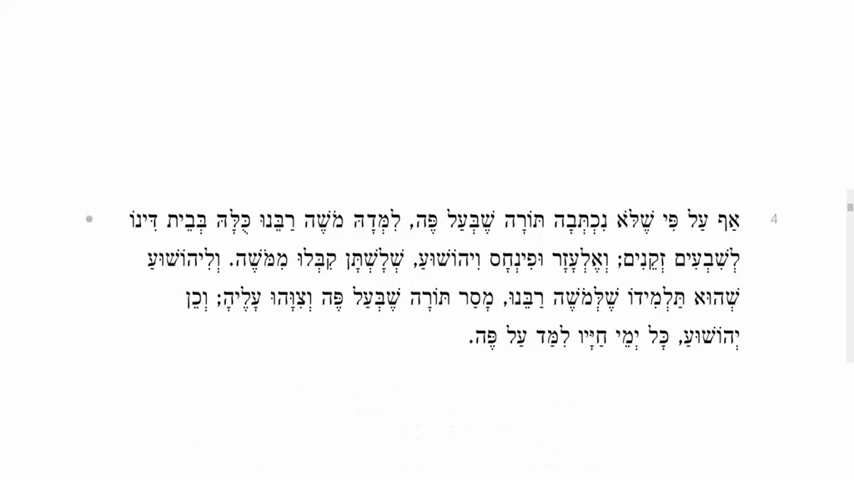 4 אַף עַל פִּי שֶׁלֹּא נִכְתְּבָה תּוֹרָה שֶׁבְּעַל פֶּה, לִמְּדָהּ מֹשֶׁה רַבֵּנוּ כֻּלָּהּ בְּבֵית דִּינוֹ
לְשִׁבְעִים זְקֵנִים; וְאֶלְעָזָר וּפִינְחָס וִיהוֹשׁוּעַ, שְׁלָשְׁתָּן קִבְּלוּ מִמֹּשֶׁה. וְלִיהוֹשׁוּעַ
שְׁהוּא תַּלְמִידוֹ שֶׁלְּמֹשֶׁה רַבֵּנוּ, מָסַר תּוֹרָה שֶׁבְּעַל פֶּה וְצִוָּהוּ עָלֶיהָ; וְכֵן
יְהוֹשׁוּעַ, כָּל יְמֵי חַיָּיו לִמַּד עַל פֶּה.